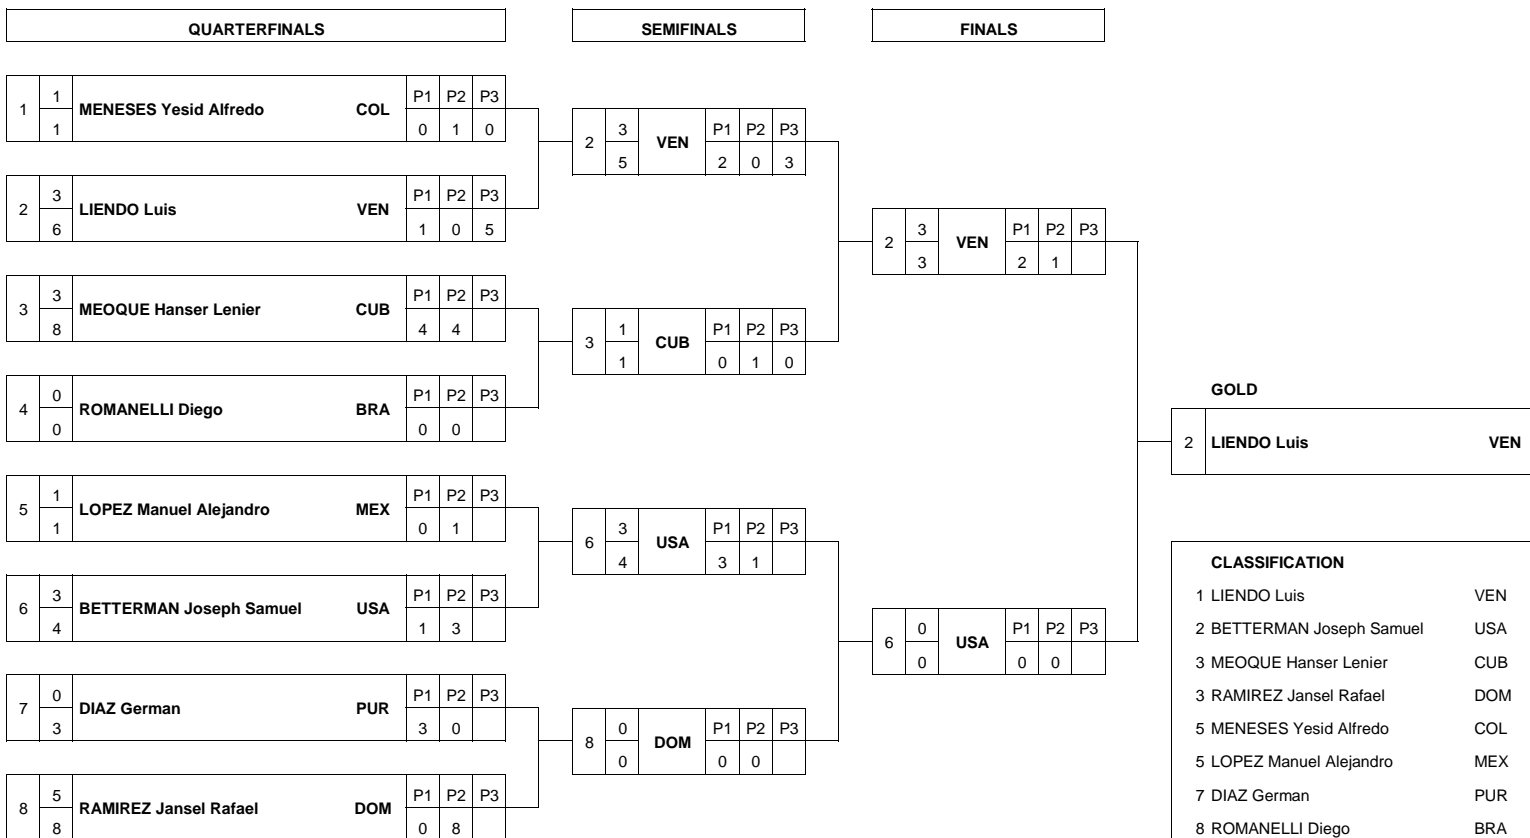 QUARTERFINALS SEMIFINALS FINALS
1 1 MENESES Yesid Alfredo COL P1 P2 P3
1 0 1 0
2 3 VEN P1 P2 P3
5 2 0 3
2 3 LIENDO Luis VEN P1 P2 P3
6 1 0 5
2 3 VEN P1 P2 P3
3 2 1
3 3 MEOQUE Hanser Lenier CUB P1 P2 P3
8 4 4
3 1 CUB P1 P2 P3
1 0 1 0
4 0 ROMANELLI Diego BRA P1 P2 P3
0 0 0
GOLD
2 LIENDO Luis VEN
5 1 LOPEZ Manuel Alejandro MEX P1 P2 P3
1 0 1
6 3 USA P1 P2 P3
4 3 1
6 3 BETTERMAN Joseph Samuel USA P1 P2 P3
4 1 3
6 0 USA P1 P2 P3
0 0 0
7 0 DIAZ German PUR P1 P2 P3
3 3 0
8 0 DOM P1 P2 P3
0 0 0
8 5 RAMIREZ Jansel Rafael DOM P1 P2 P3
8 0 8
CLASSIFICATION
1 LIENDO Luis VEN
2 BETTERMAN Joseph Samuel USA
3 MEOQUE Hanser Lenier CUB
3 RAMIREZ Jansel Rafael DOM
5 MENESES Yesid Alfredo COL
5 LOPEZ Manuel Alejandro MEX
7 DIAZ German PUR
8 ROMANELLI Diego BRA